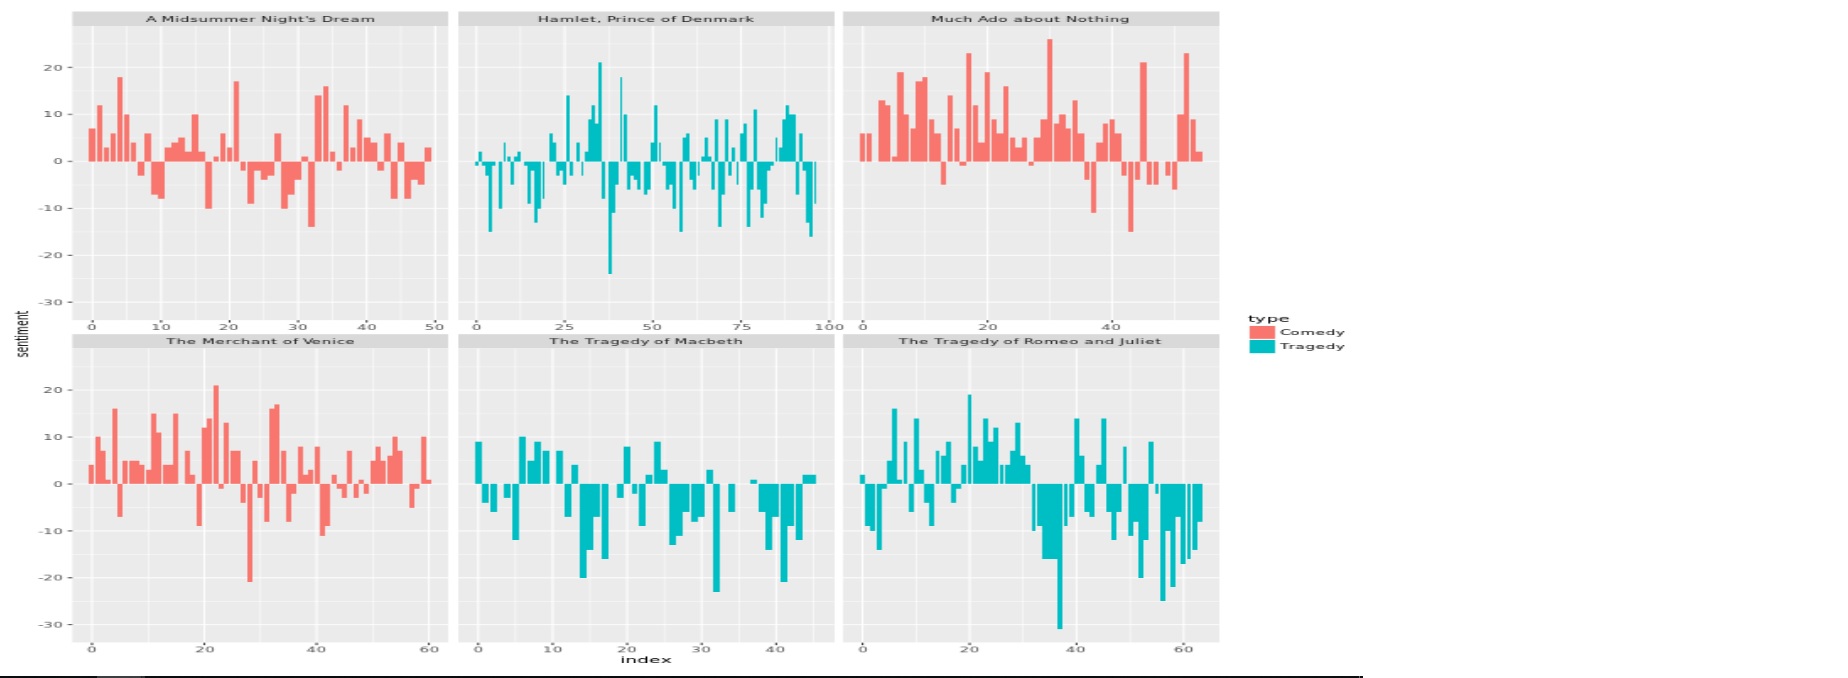 A Midsummer Night's Dream
Hamlet, Prince of Denmark
Much Ado about Nothing
20
10
0
-10
-20
-30
0 10 20 30 40 50
0 25 50 75 100
0 20 40
sentiment
type
Comedy
Tragedy
The Merchant of Venice
The Tragedy of Macbeth
The Tragedy of Romeo and Juliet
20
10
0
-10
-20
-30
0 20 40 60
0 10 20 30 40
0 20 40 60
index